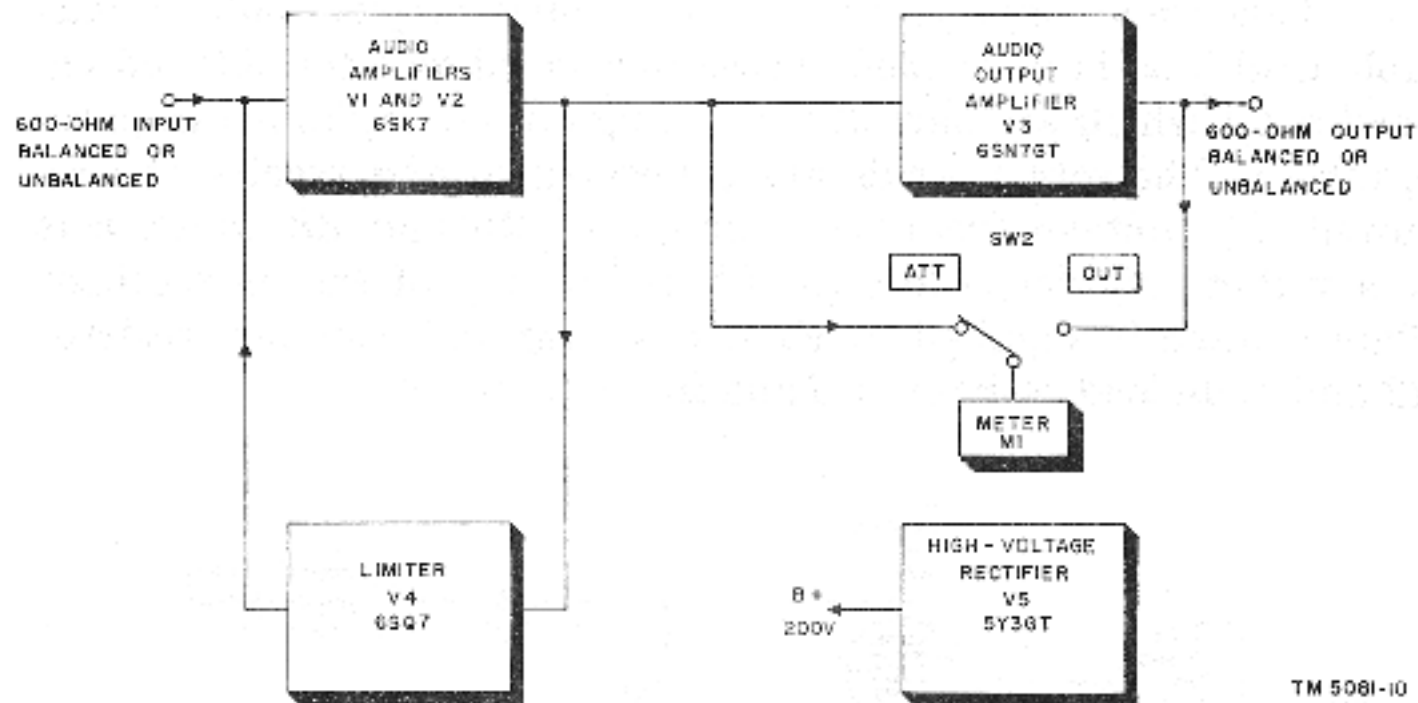 AUDIO
AMPLIFIERS
V1 AND V2
6SK7
600-OHM INPUT
BALANCED OR
UNBALANCED
AUDIO
OUTPUT
AMPLIFIER
V3
6SN7GT
600-OHM OUTPUT
BALANCED OR
UNBALANCED
SW2
ATT
OUT
METER
M1
LIMITER
V4
6SQ7
HIGH-VOLTAGE
RECTIFIER
V5
5Y3GT
B+
200V
TM 5081-10